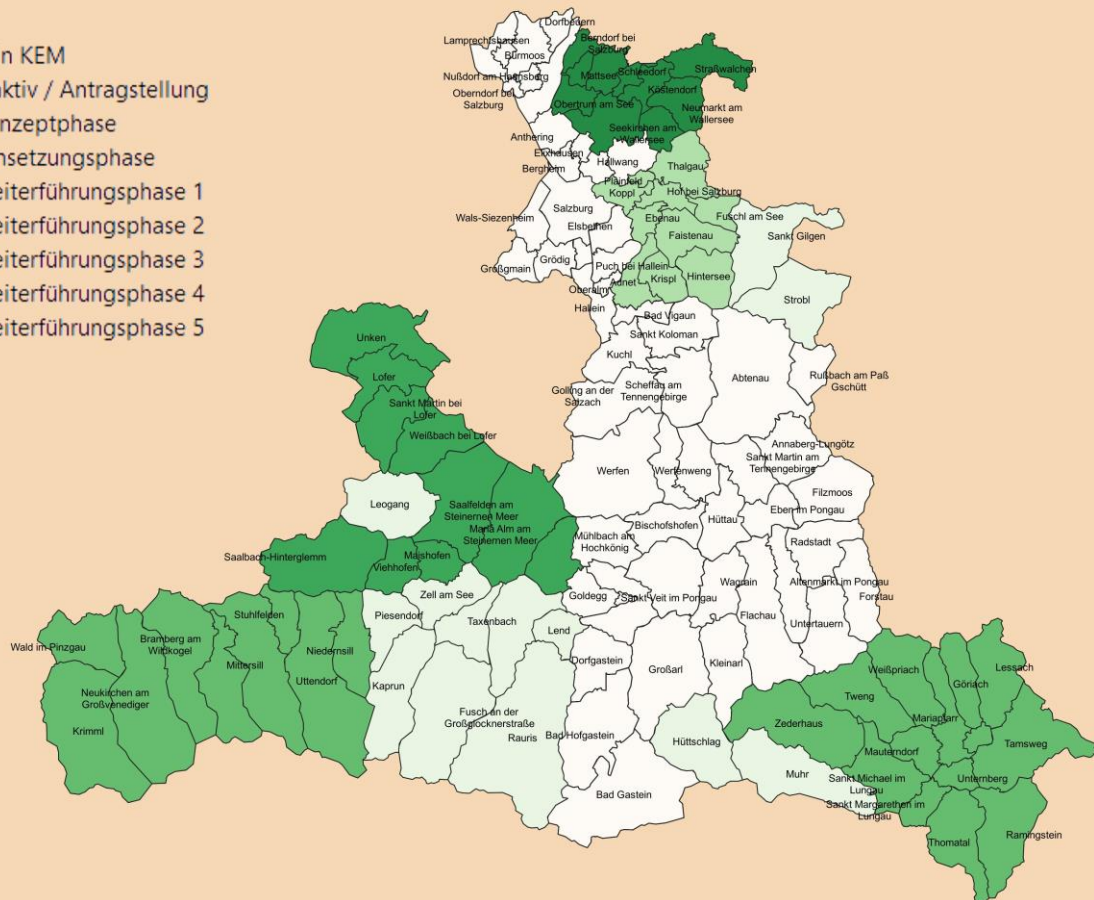 n KEM
ktiv / Antragstellung
nzeptphase
nsetzungsphase
eiterführungsphase 1
eiterführungsphase 2
eiterführungsphase 3
eiterführungsphase 4
eiterführungsphase 5
Dorfbeuern
Lamprechtshausen
Bürmoos
Nußdorf am Haunsberg
Oberndorf bei
Salzburg
Berndorf bei
Salzburg
Mattsee
Schleedorf
Straßwalchen
Köstendorf
Obertrum am See
Neumarkt am
Wallersee
Seekirchen am
Wallersee
Anthering
Elixhausen
Bergheim
Hallwang
Thalgau
Plainfeld
Koppl
Hof bei Salzburg
Salzburg
Wals-Siezenheim
Elsbethen
Ebenau
Fuschl am See
Faistenau
Sankt Gilgen
Großgmain
Grödig
Puch bei Hallein
Adnet
Krispl
Hintersee
Oberalm
Hallein
Strobl
Bad Vigaun
Sankt Koloman
Kuchl
Unken
Lofer
Sankt Martin bei
Lofer
Weißbach bei Lofer
Scheffau am
Tennengebirge
Golling an der
Salzach
Abtenau
Rußbach am Paß
Gschütt
Annaberg-Lungötz
Sankt Martin am
Tennengebirge
Werfen
Werfenweng
Filzmoos
Eben im Pongau
Leogang
Saalfelden am
Steinernen Meer
Maria Alm am
Steinernen Meer
Bischofshofen
Hüttau
Mühlbach am
Hochkönig
Radstadt
Saalbach-Hinterglemm
Maishofen
Viehhofen
Zell am See
Goldegg
Sankt Veit im Pongau
Wagrain
Altenmarkt im Pongau
Forstau
Flachau
Untertauern
Piesendorf
Taxenbach
Lend
Stuhlfelden
Wald im Pinzgau
Bramberg am
Wildkogel
Mittersill
Niedernsill
Uttendorf
Neukirchen am
Großvenediger
Krimml
Kaprun
Fusch an der
Großglocknerstraße
Rauris
Dorfgastein
Großarl
Kleinarl
Bad Hofgastein
Hüttschlag
Bad Gastein
Weißpriach
Lessach
Göriach
Tweng
Mariapfarr
Zederhaus
Mauterndorf
Tamsweg
Muhr
Sankt Michael im
Lungau
Unternberg
Sankt Margarethen im
Lungau
Thomatal
Ramingstein